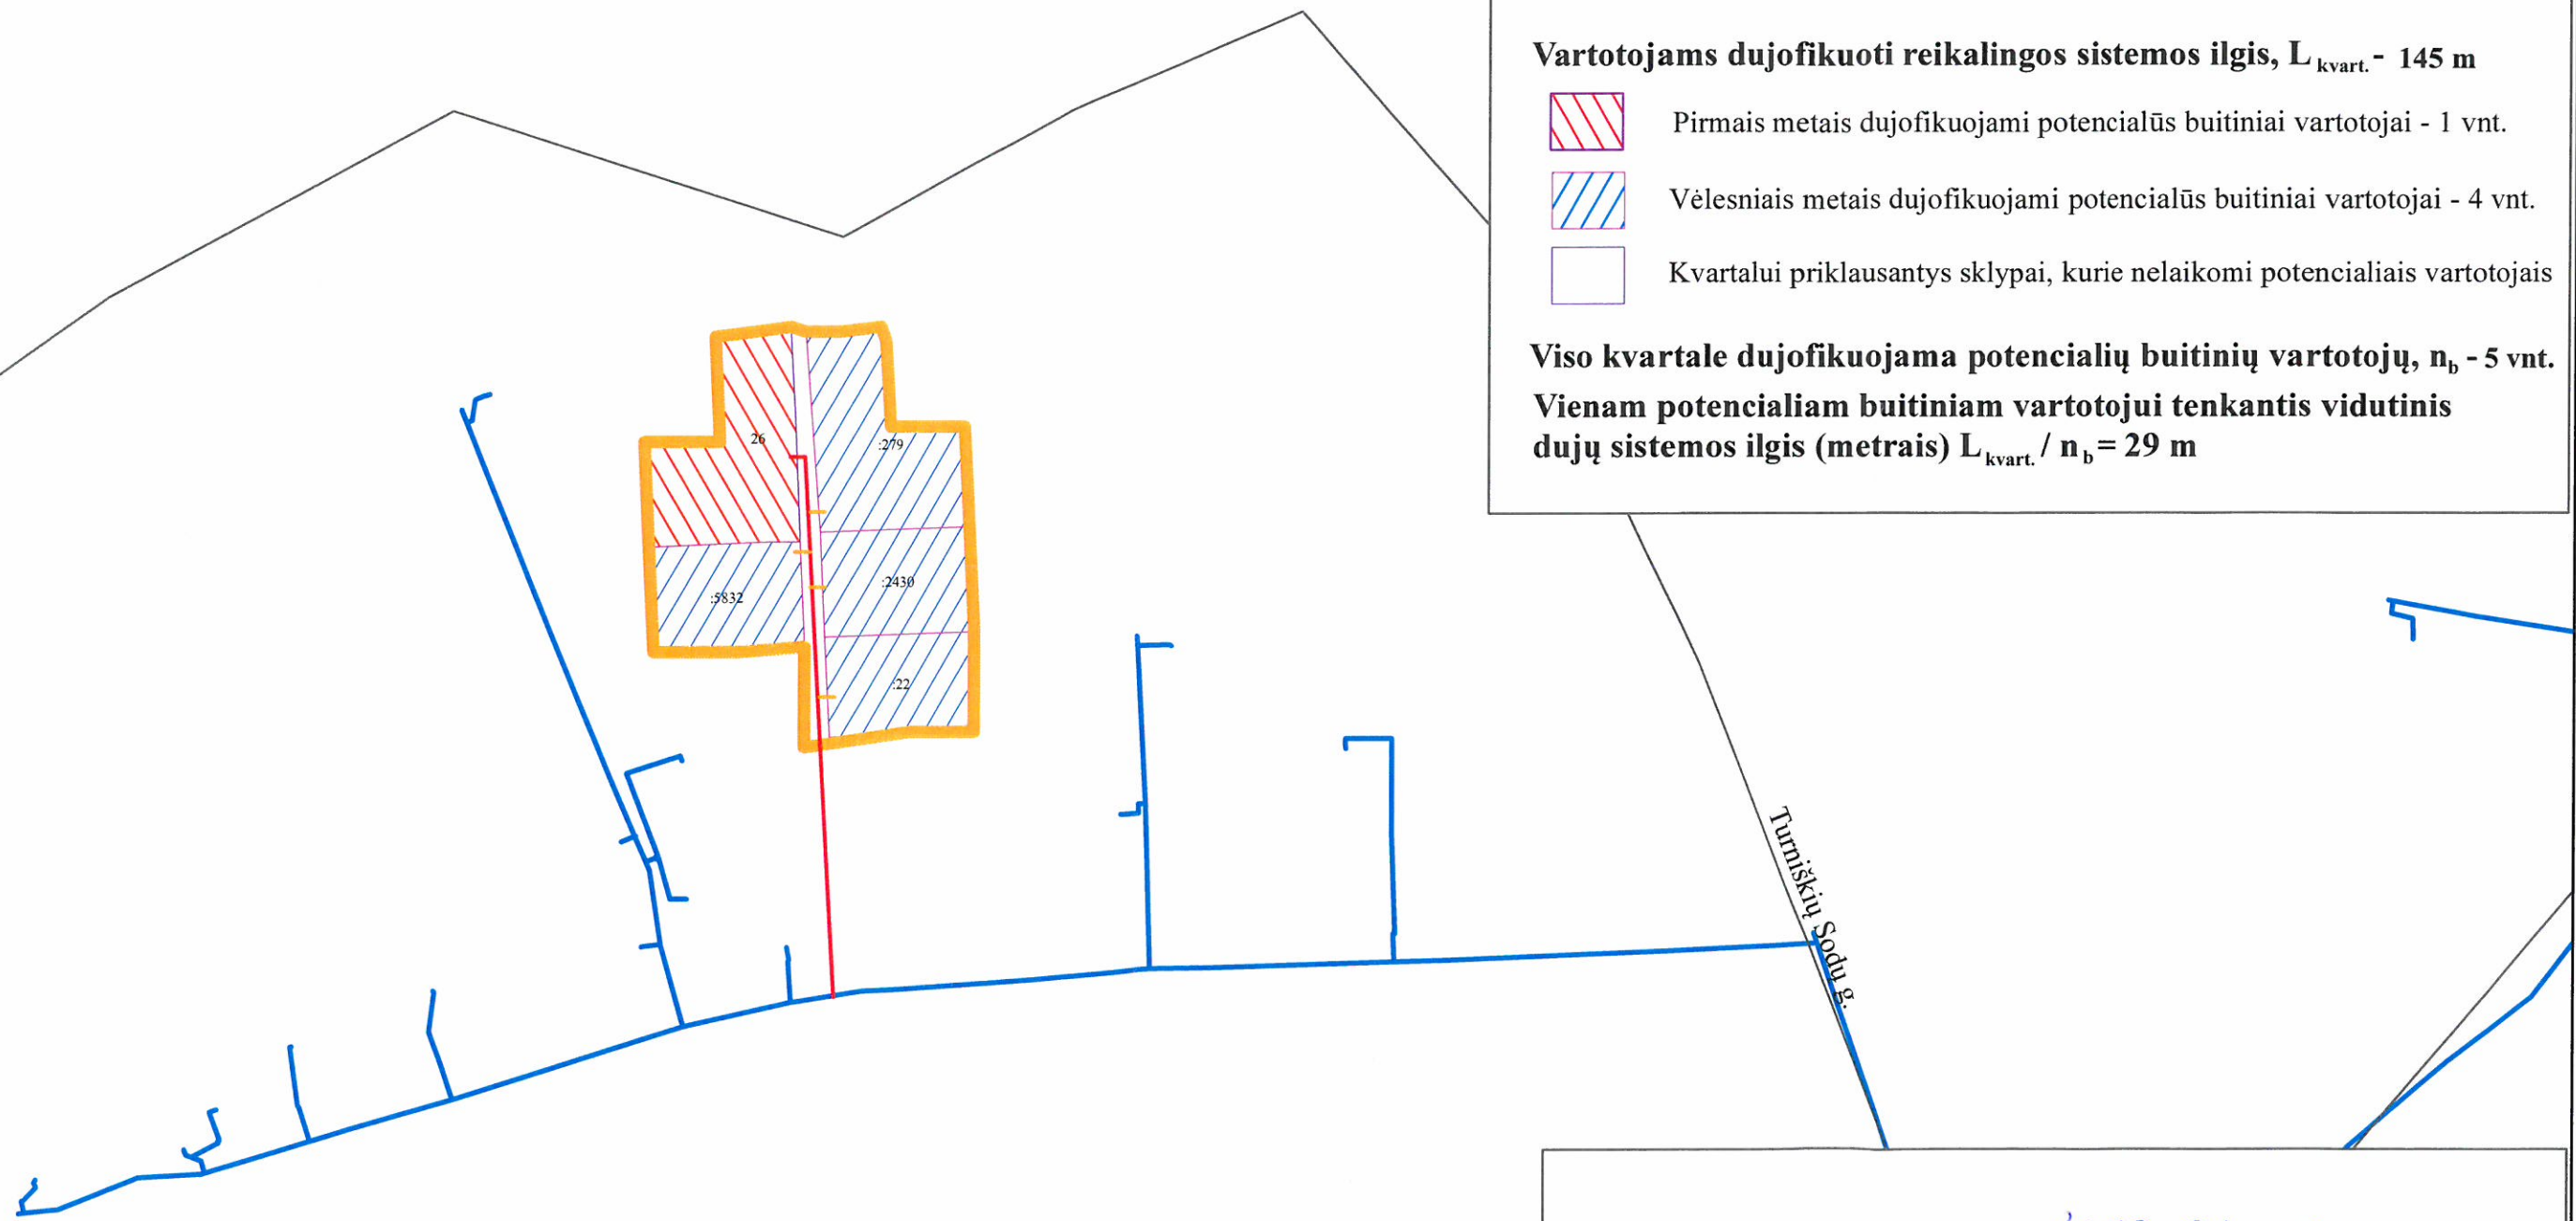 Vartotojams dujofikuoti reikalingos sistemos ilgis, L kvart. - 145 m
Pirmais metais dujofikuojami potencialūs buitiniai vartotojai - 1 vnt.
Vėlesniais metais dujofikuojami potencialūs buitiniai vartotojai - 4 vnt.
Kvartalui priklausantys sklypai, kurie nelaikomi potencialiais vartotojais
Viso kvartale dujofikuojama potencialių buitinių vartotojų, nb - 5 vnt.
Vienam potencialiam buitiniam vartotojui tenkantis vidutinis
dujų sistemos ilgis (metrais) L kvart. / nb = 29 m
26
:279
:2430
:5832
:22
Turniškių Sodų g.